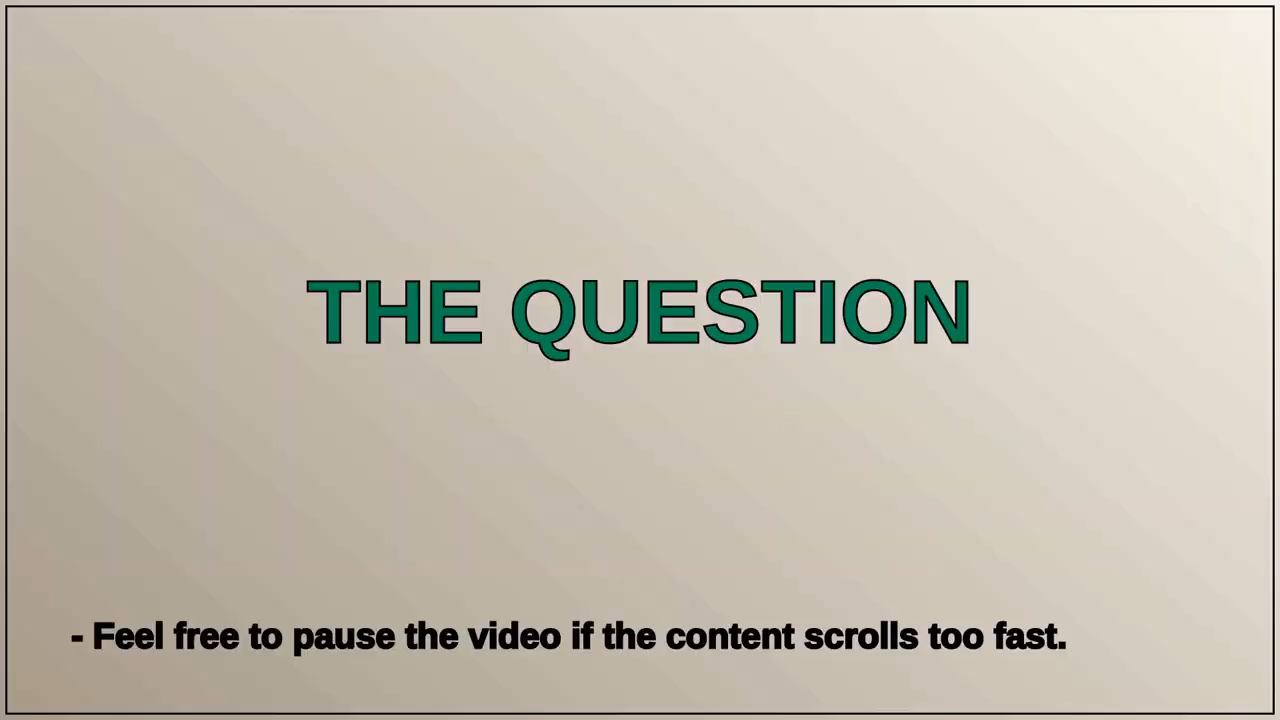 THE QUESTION
- Feel free to pause the video if the content scrolls too fast.